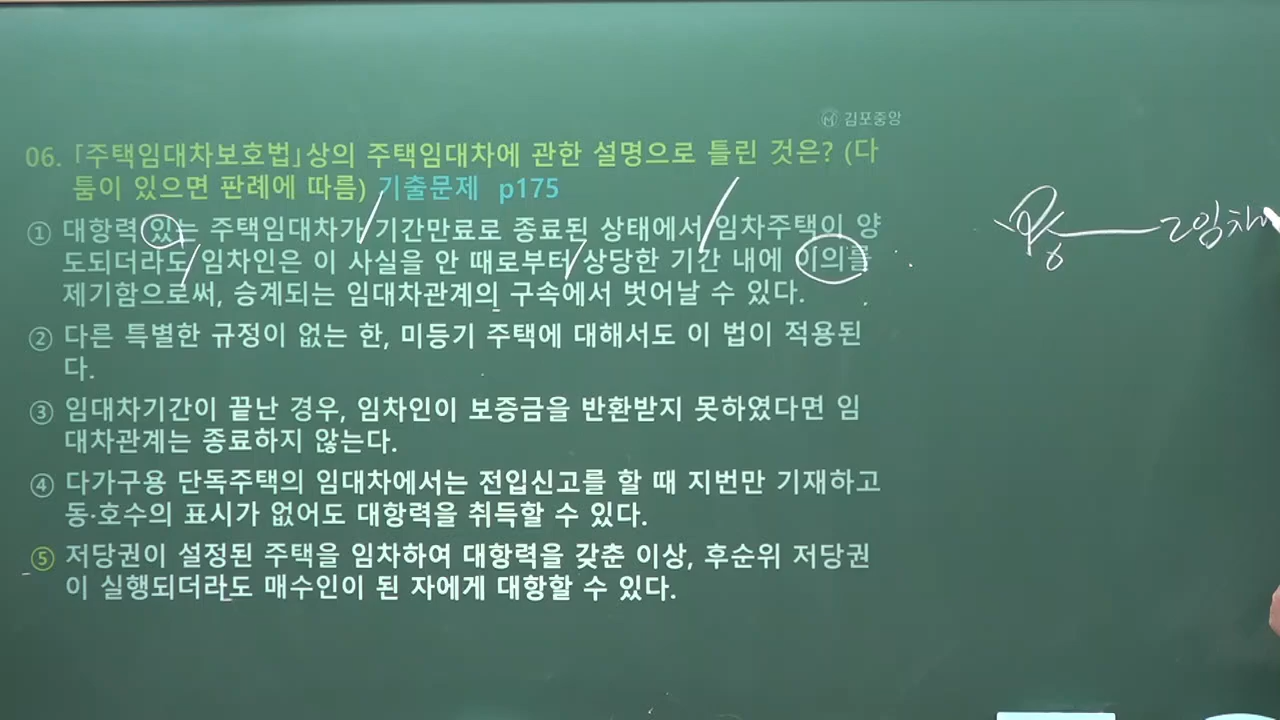 김포중앙
06. 「주택임대차보호법」상의 주택임대차에 관한 설명으로 틀린 것은? (다
툼이 있으면 판례에 따름) 기출문제 p175
① 대항력 있는 주택임대차가 기간만료로 종료된 상태에서 임차주택이 양
도되더라도 임차인은 이 사실을 안 때로부터 상당한 기간 내에 이의를
제기함으로써, 승계되는 임대차관계의 구속에서 벗어날 수 있다.
② 다른 특별한 규정이 없는 한, 미등기 주택에 대해서도 이 법이 적용된
다.
③ 임대차기간이 끝난 경우, 임차인이 보증금을 반환받지 못하였다면 임
대차관계는 종료하지 않는다.
④ 다가구용 단독주택의 임대차에서는 전입신고를 할 때 지번만 기재하고
동·호수의 표시가 없어도 대항력을 취득할 수 있다.
⑤ 저당권이 설정된 주택을 임차하여 대항력을 갖춘 이상, 후순위 저당권
이 실행되더라도 매수인이 된 자에게 대항할 수 있다.